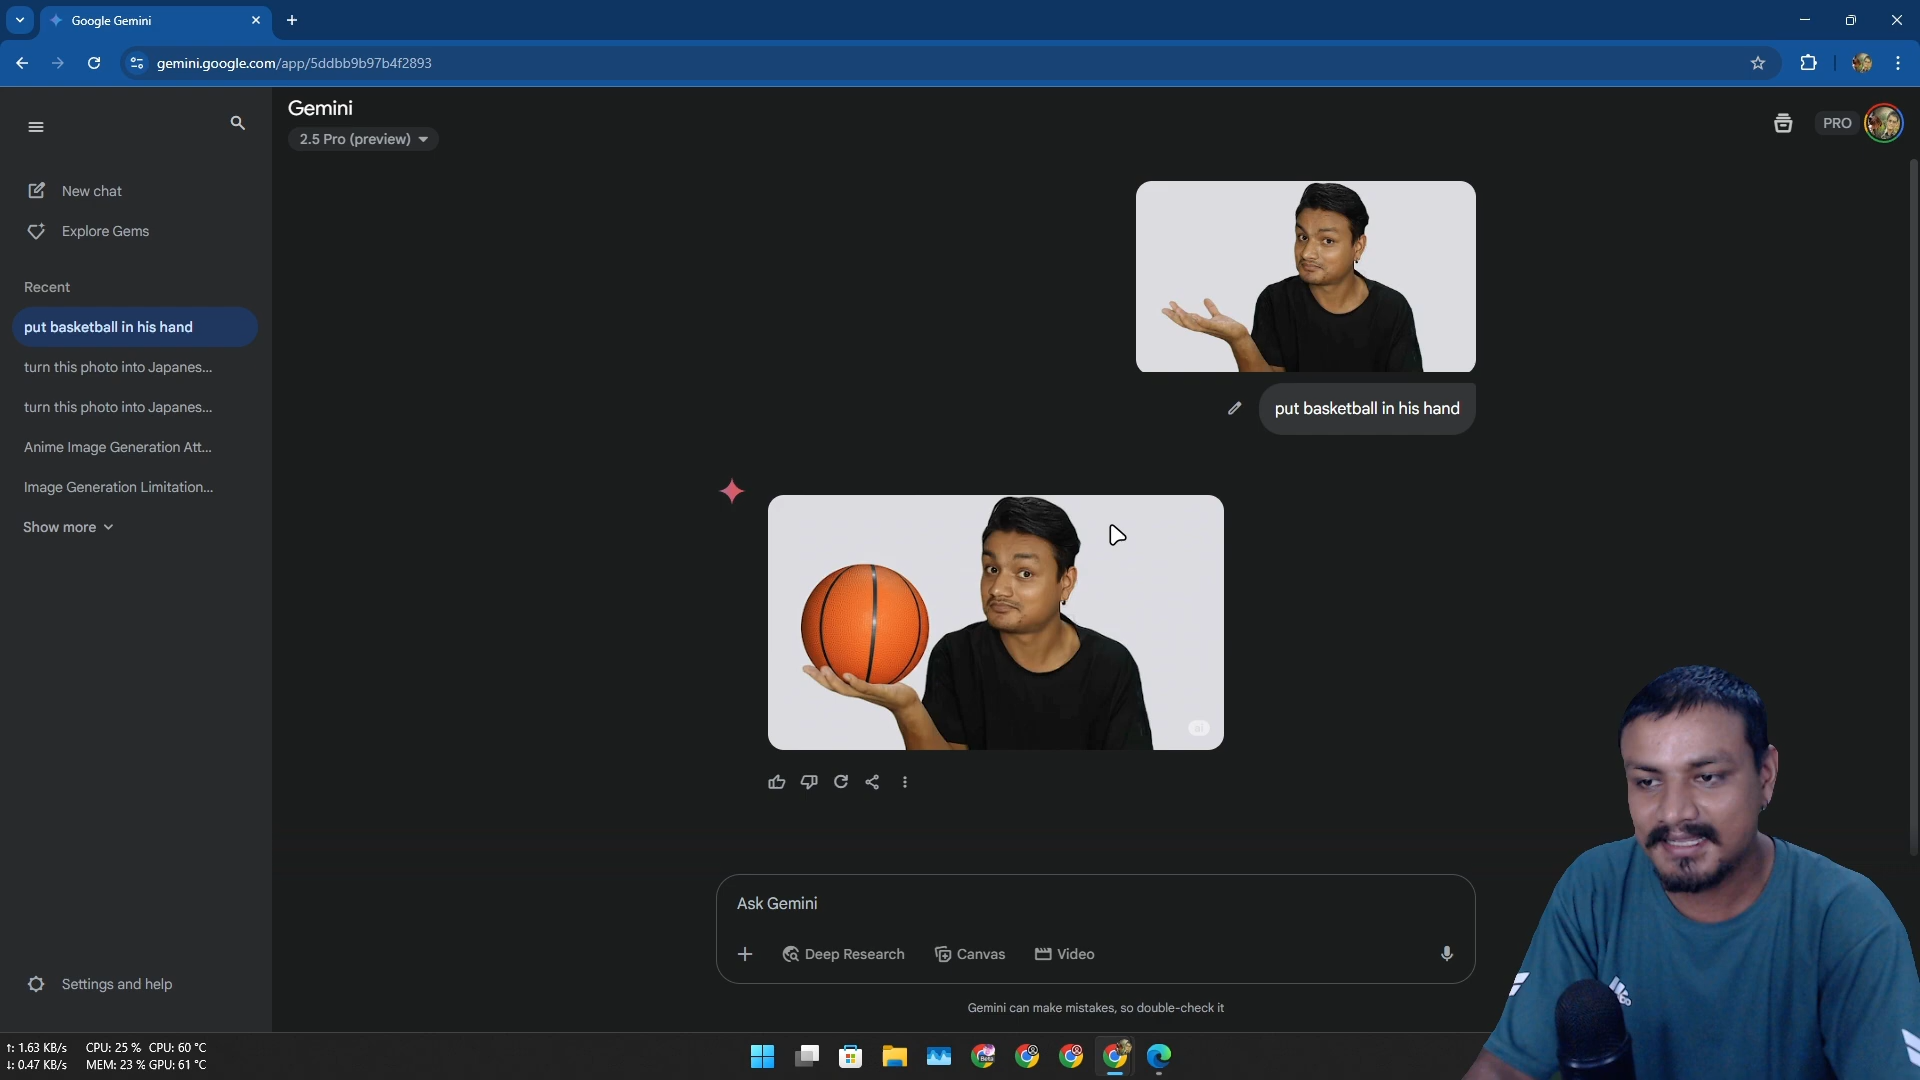 Google Gemini
gemini.google.com/app/5ddbb9b97b4f2893
Gemini
2.5 Pro (preview)
PRO
New chat
Explore Gems
Recent
put basketball in his hand
turn this photo into Japanes...
turn this photo into Japanes...
Anime Image Generation Att...
Image Generation Limitation...
Show more
Settings and help
put basketball in his hand
ai
Ask Gemini
Deep Research
Canvas
Video
Gemini can make mistakes, so double-check it
↑: 1.63 KB/s CPU: 25 % CPU: 60 °C
↓: 0.47 KB/s MEM: 23 % GPU: 61 °C
Beta